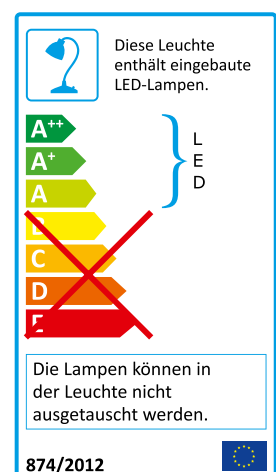 Diese Leuchte
enthält eingebaute
LED-Lampen.
A++
A+
A
B
C
D
E
L
E
D
Die Lampen können in
der Leuchte nicht
ausgetauscht werden.
874/2012